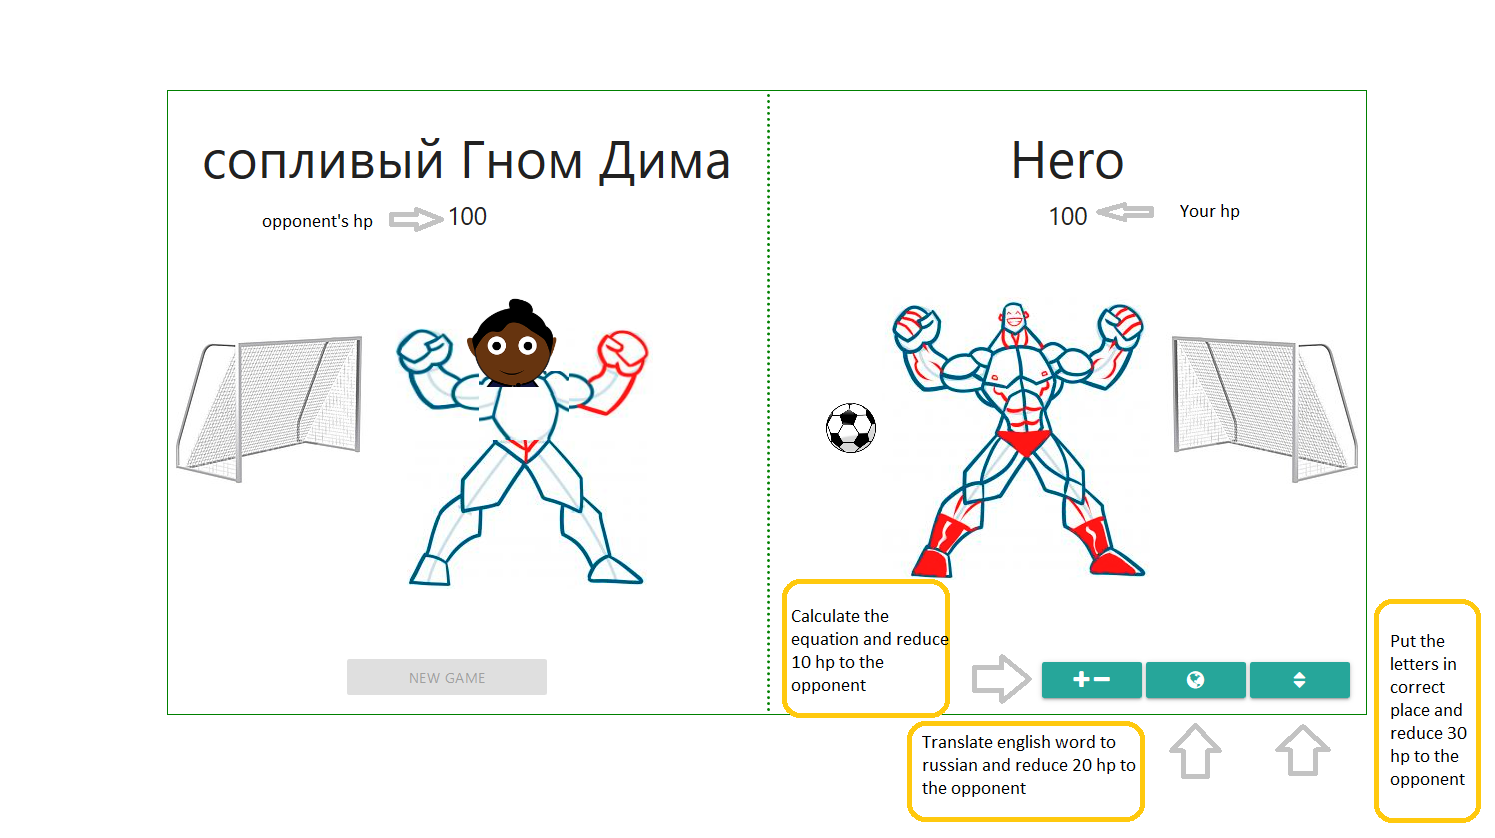 сопливый Гном Дима
Hero
opponent's hp
100
100
Your hp
Calculate the
equation and reduce
10 hp to the
opponent
NEW GAME
Translate english word to
russian and reduce 20 hp to
the opponent
Put the
letters in
correct
place and
reduce 30
hp to the
opponent